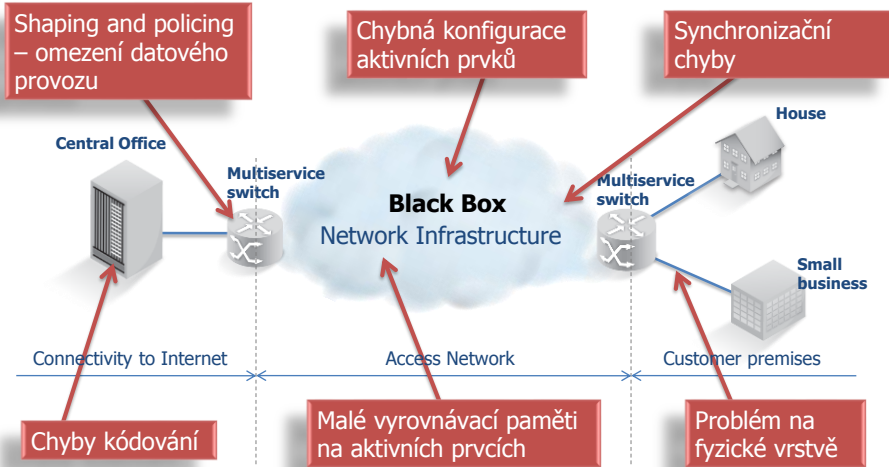 Shaping and policing
– omezení datového
provozu
Chybná konfigurace
aktivních prvků
Synchronizační
chyby
House
Central Office
Multiservice
switch
Black Box
Network Infrastructure
Multiservice
switch
Small
business
Connectivity to Internet
Access Network
Customer premises
Chyby kódování
Malé vyrovnávací paměti
na aktivních prvcích
Problém na
fyzické vrstvě